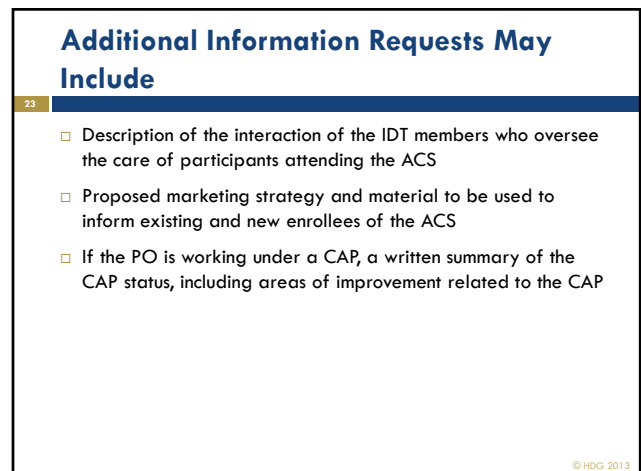 Additional Information Requests May
Include
23
□ Description of the interaction of the IDT members who oversee
the care of participants attending the ACS
□ Proposed marketing strategy and material to be used to
inform existing and new enrollees of the ACS
□ If the PO is working under a CAP, a written summary of the
CAP status, including areas of improvement related to the CAP
© HDG 2013